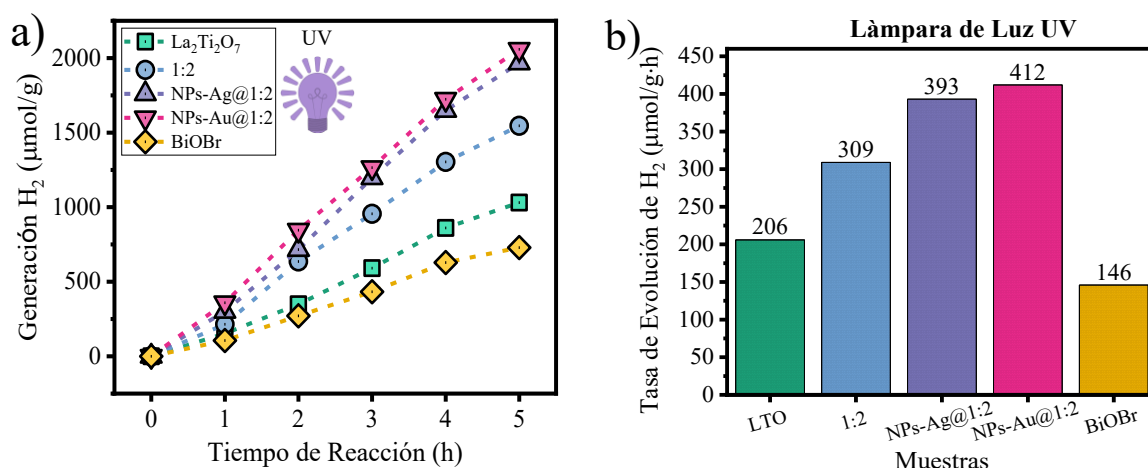 a)
UV
La₂Ti₂O₇
1:2
NPs-Ag@1:2
NPs-Au@1:2
BiOBr
Generación H₂ (μmol/g)
2000
1500
1000
500
0
0 1 2 3 4 5
Tiempo de Reacción (h)
b)
Làmpara de Luz UV
Tasa de Evolución de H₂ (μmol/g·h)
450
400
350
300
250
200
150
100
50
0
206
309
393
412
146
LTO 1:2 NPs-Ag@1:2 NPs-Au@1:2 BiOBr
Muestras